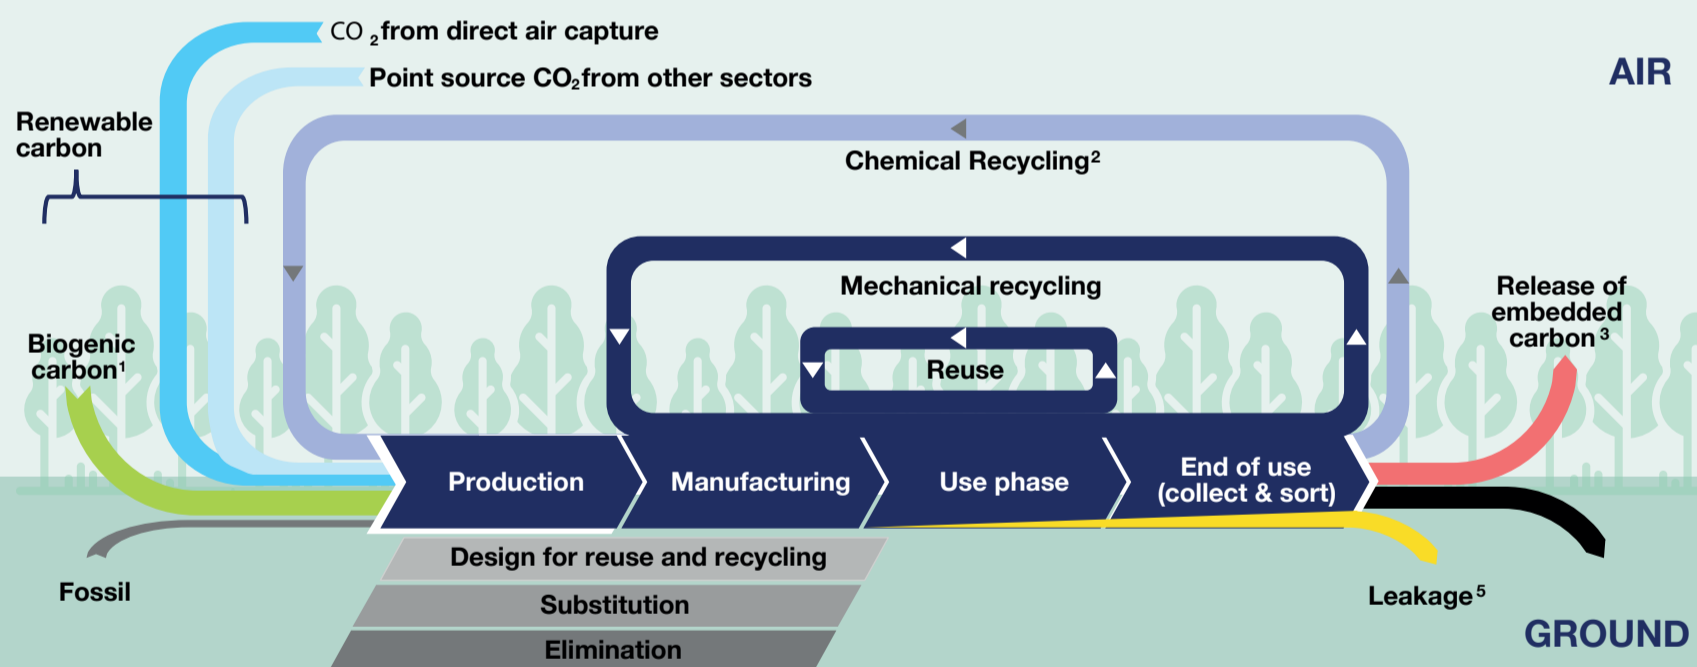 CO₂ from direct air capture
Point source CO₂ from other sectors
AIR
Renewable
carbon
Chemical Recycling²
Mechanical recycling
Release of
embedded
carbon³
Biogenic
carbon¹
Reuse
Production
Manufacturing
Use phase
End of use
(collect & sort)
Design for reuse and recycling
Fossil
Leakage⁵
Substitution
GROUND
Elimination